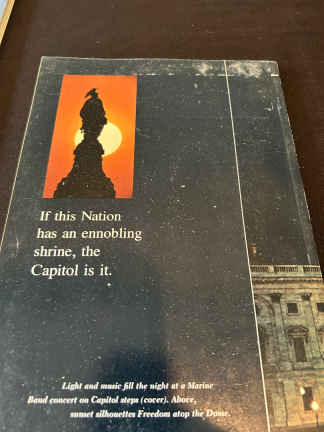 If this Nation
has an ennobling
shrine, the
Capitol is it.
Light and music fill the night at a Marine
Band concert on Capitol steps (cover). Above,
sunset silhouettes Freedom atop the Dome.